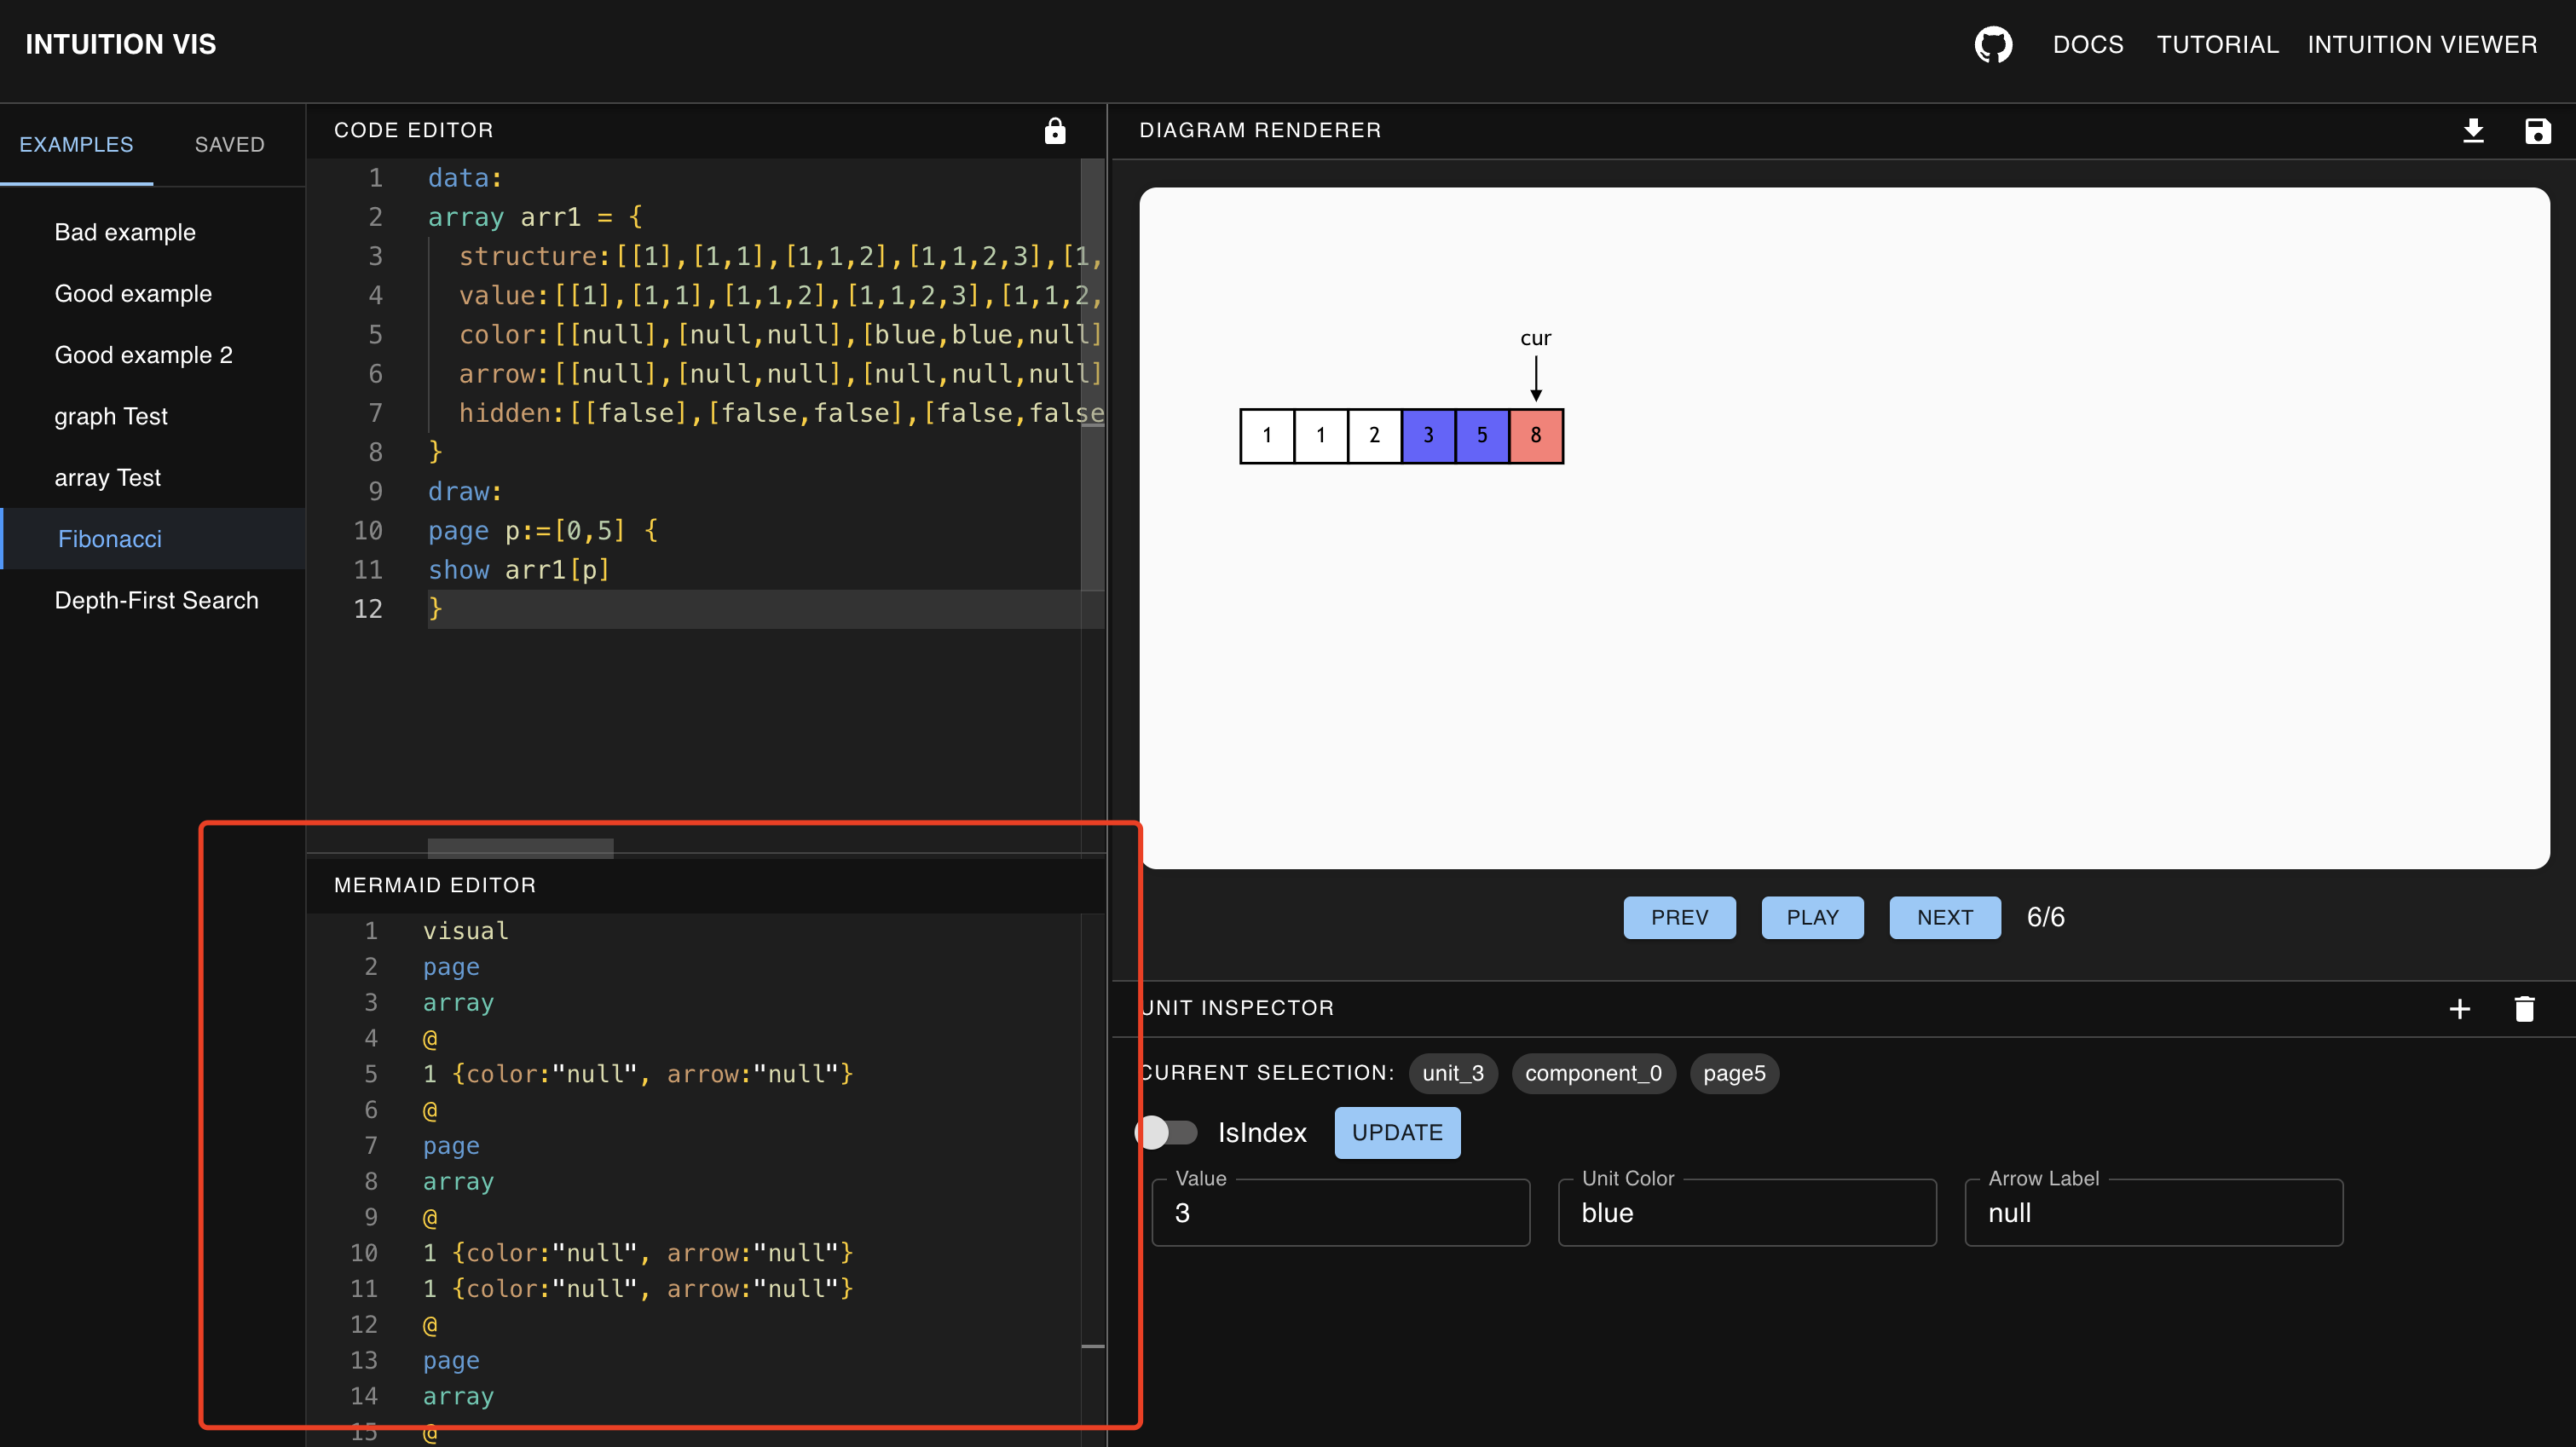 INTUITION VIS
DOCS TUTORIAL INTUITION VIEWER
EXAMPLES SAVED
Bad example
Good example
Good example 2
graph Test
array Test
Fibonacci
Depth-First Search
CODE EDITOR
1 data:
2 array arr1 = {
3 structure:[[1],[1,1],[1,1,2],[1,1,2,3],[1,
4 value:[[1],[1,1],[1,1,2],[1,1,2,3],[1,1,2,
5 color:[[null],[null,null],[blue,blue,null]
6 arrow:[[null],[null,null],[null,null,null]
7 hidden:[[false],[false,false],[false,false
8 }
9 draw:
10 page p:=[0,5] {
11 show arr1[p]
12 }
MERMAID EDITOR
1 visual
2 page
3 array
4 @
5 1 {color:"null", arrow:"null"}
6 @
7 page
8 array
9 @
10 1 {color:"null", arrow:"null"}
11 1 {color:"null", arrow:"null"}
12 @
13 page
14 array
15 @
DIAGRAM RENDERER
cur
1 1 2 3 5 8
PREV PLAY NEXT 6/6
UNIT INSPECTOR
CURRENT SELECTION: unit_3 component_0 page5
IsIndex UPDATE
Value Unit Color Arrow Label
3 blue null